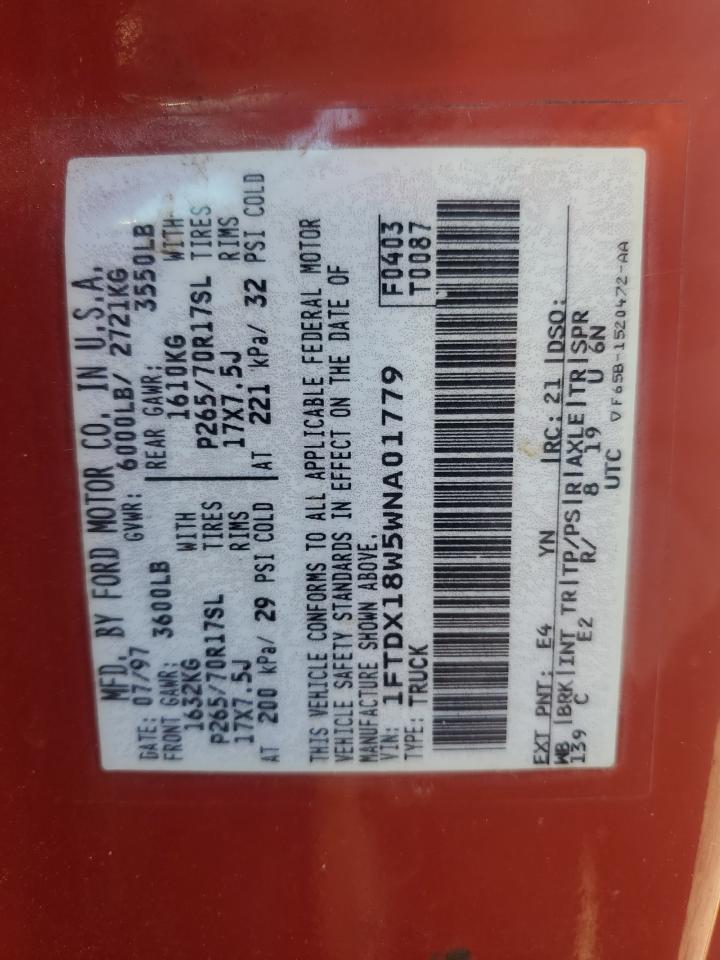 MFD. BY FORD MOTOR CO. IN U.S.A.
DATE: 07/97 GVWR: 6000LB/ 2721KG
FRONT GAWR: 3600LB REAR GAWR: 3550LB
1632KG WITH 1610KG WITH
P265/70R17SL TIRES P265/70R17SL TIRES
17X7.5J RIMS 17X7.5J RIMS
AT 200 kPa/ 29 PSI COLD AT 221 kPa/ 32 PSI COLD
THIS VEHICLE CONFORMS TO ALL APPLICABLE FEDERAL MOTOR
VEHICLE SAFETY STANDARDS IN EFFECT ON THE DATE OF
MANUFACTURE SHOWN ABOVE.
VIN: 1FTDX18W5WNA01779 F0403
TYPE: TRUCK T0087
EXT PNT: E4 YN RC: 21 DSO:
WB BRK INT TR TP/PS R AXLE TR SPR
139 C E2 R/ 8 19 U 6N
UTC ▽F65B-1520472-AA